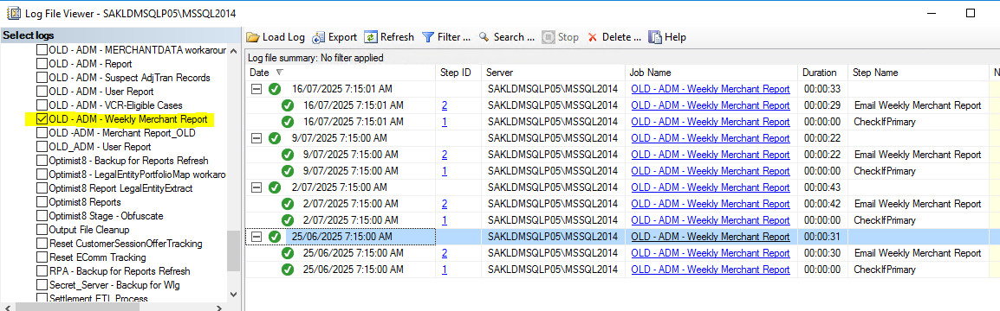 Log File Viewer - SAKLDMSQLP05\MSSQL2014
Select logs
OLD - ADM - MERCHANTDATA workarour
OLD - ADM - Report
OLD - ADM - Suspect AdjTran Records
OLD - ADM - User Report
OLD - ADM - VCR-Eligible Cases
OLD - ADM - Weekly Merchant Report
OLD -ADM - Merchant Report_OLD
OLD_ADM - User Report
Optimist8 - Backup for Reports Refresh
Optimist8 - LegalEntityPortfolioMap workaro
Optimist8 Report LegalEntityExtract
Optimist8 Reports
Optimist8 Stage - Obfuscate
Output File Cleanup
Reset CustomerSessionOfferTracking
Reset EComm Tracking
RPA - Backup for Reports Refresh
Secret_Server - Backup for Wlg
Settlement ETL Process
Load Log Export Refresh Filter ... Search ... Stop Delete ... Help
Log file summary: No filter applied
Date Step ID Server Job Name Duration Step Name N
16/07/2025 7:15:01 AM SAKLDMSQLP05\MSSQL2014 OLD - ADM - Weekly Merchant Report 00:00:33
16/07/2025 7:15:01 AM 2 SAKLDMSQLP05\MSSQL2014 OLD - ADM - Weekly Merchant Report 00:00:29 Email Weekly Merchant Report
16/07/2025 7:15:01 AM 1 SAKLDMSQLP05\MSSQL2014 OLD - ADM - Weekly Merchant Report 00:00:00 CheckIfPrimary
9/07/2025 7:15:00 AM SAKLDMSQLP05\MSSQL2014 OLD - ADM - Weekly Merchant Report 00:00:22
9/07/2025 7:15:00 AM 2 SAKLDMSQLP05\MSSQL2014 OLD - ADM - Weekly Merchant Report 00:00:22 Email Weekly Merchant Report
9/07/2025 7:15:00 AM 1 SAKLDMSQLP05\MSSQL2014 OLD - ADM - Weekly Merchant Report 00:00:00 CheckIfPrimary
2/07/2025 7:15:00 AM SAKLDMSQLP05\MSSQL2014 OLD - ADM - Weekly Merchant Report 00:00:43
2/07/2025 7:15:00 AM 2 SAKLDMSQLP05\MSSQL2014 OLD - ADM - Weekly Merchant Report 00:00:42 Email Weekly Merchant Report
2/07/2025 7:15:00 AM 1 SAKLDMSQLP05\MSSQL2014 OLD - ADM - Weekly Merchant Report 00:00:00 CheckIfPrimary
25/06/2025 7:15:00 AM SAKLDMSQLP05\MSSQL2014 OLD - ADM - Weekly Merchant Report 00:00:31
25/06/2025 7:15:00 AM 2 SAKLDMSQLP05\MSSQL2014 OLD - ADM - Weekly Merchant Report 00:00:30 Email Weekly Merchant Report
25/06/2025 7:15:00 AM 1 SAKLDMSQLP05\MSSQL2014 OLD - ADM - Weekly Merchant Report 00:00:00 CheckIfPrimary